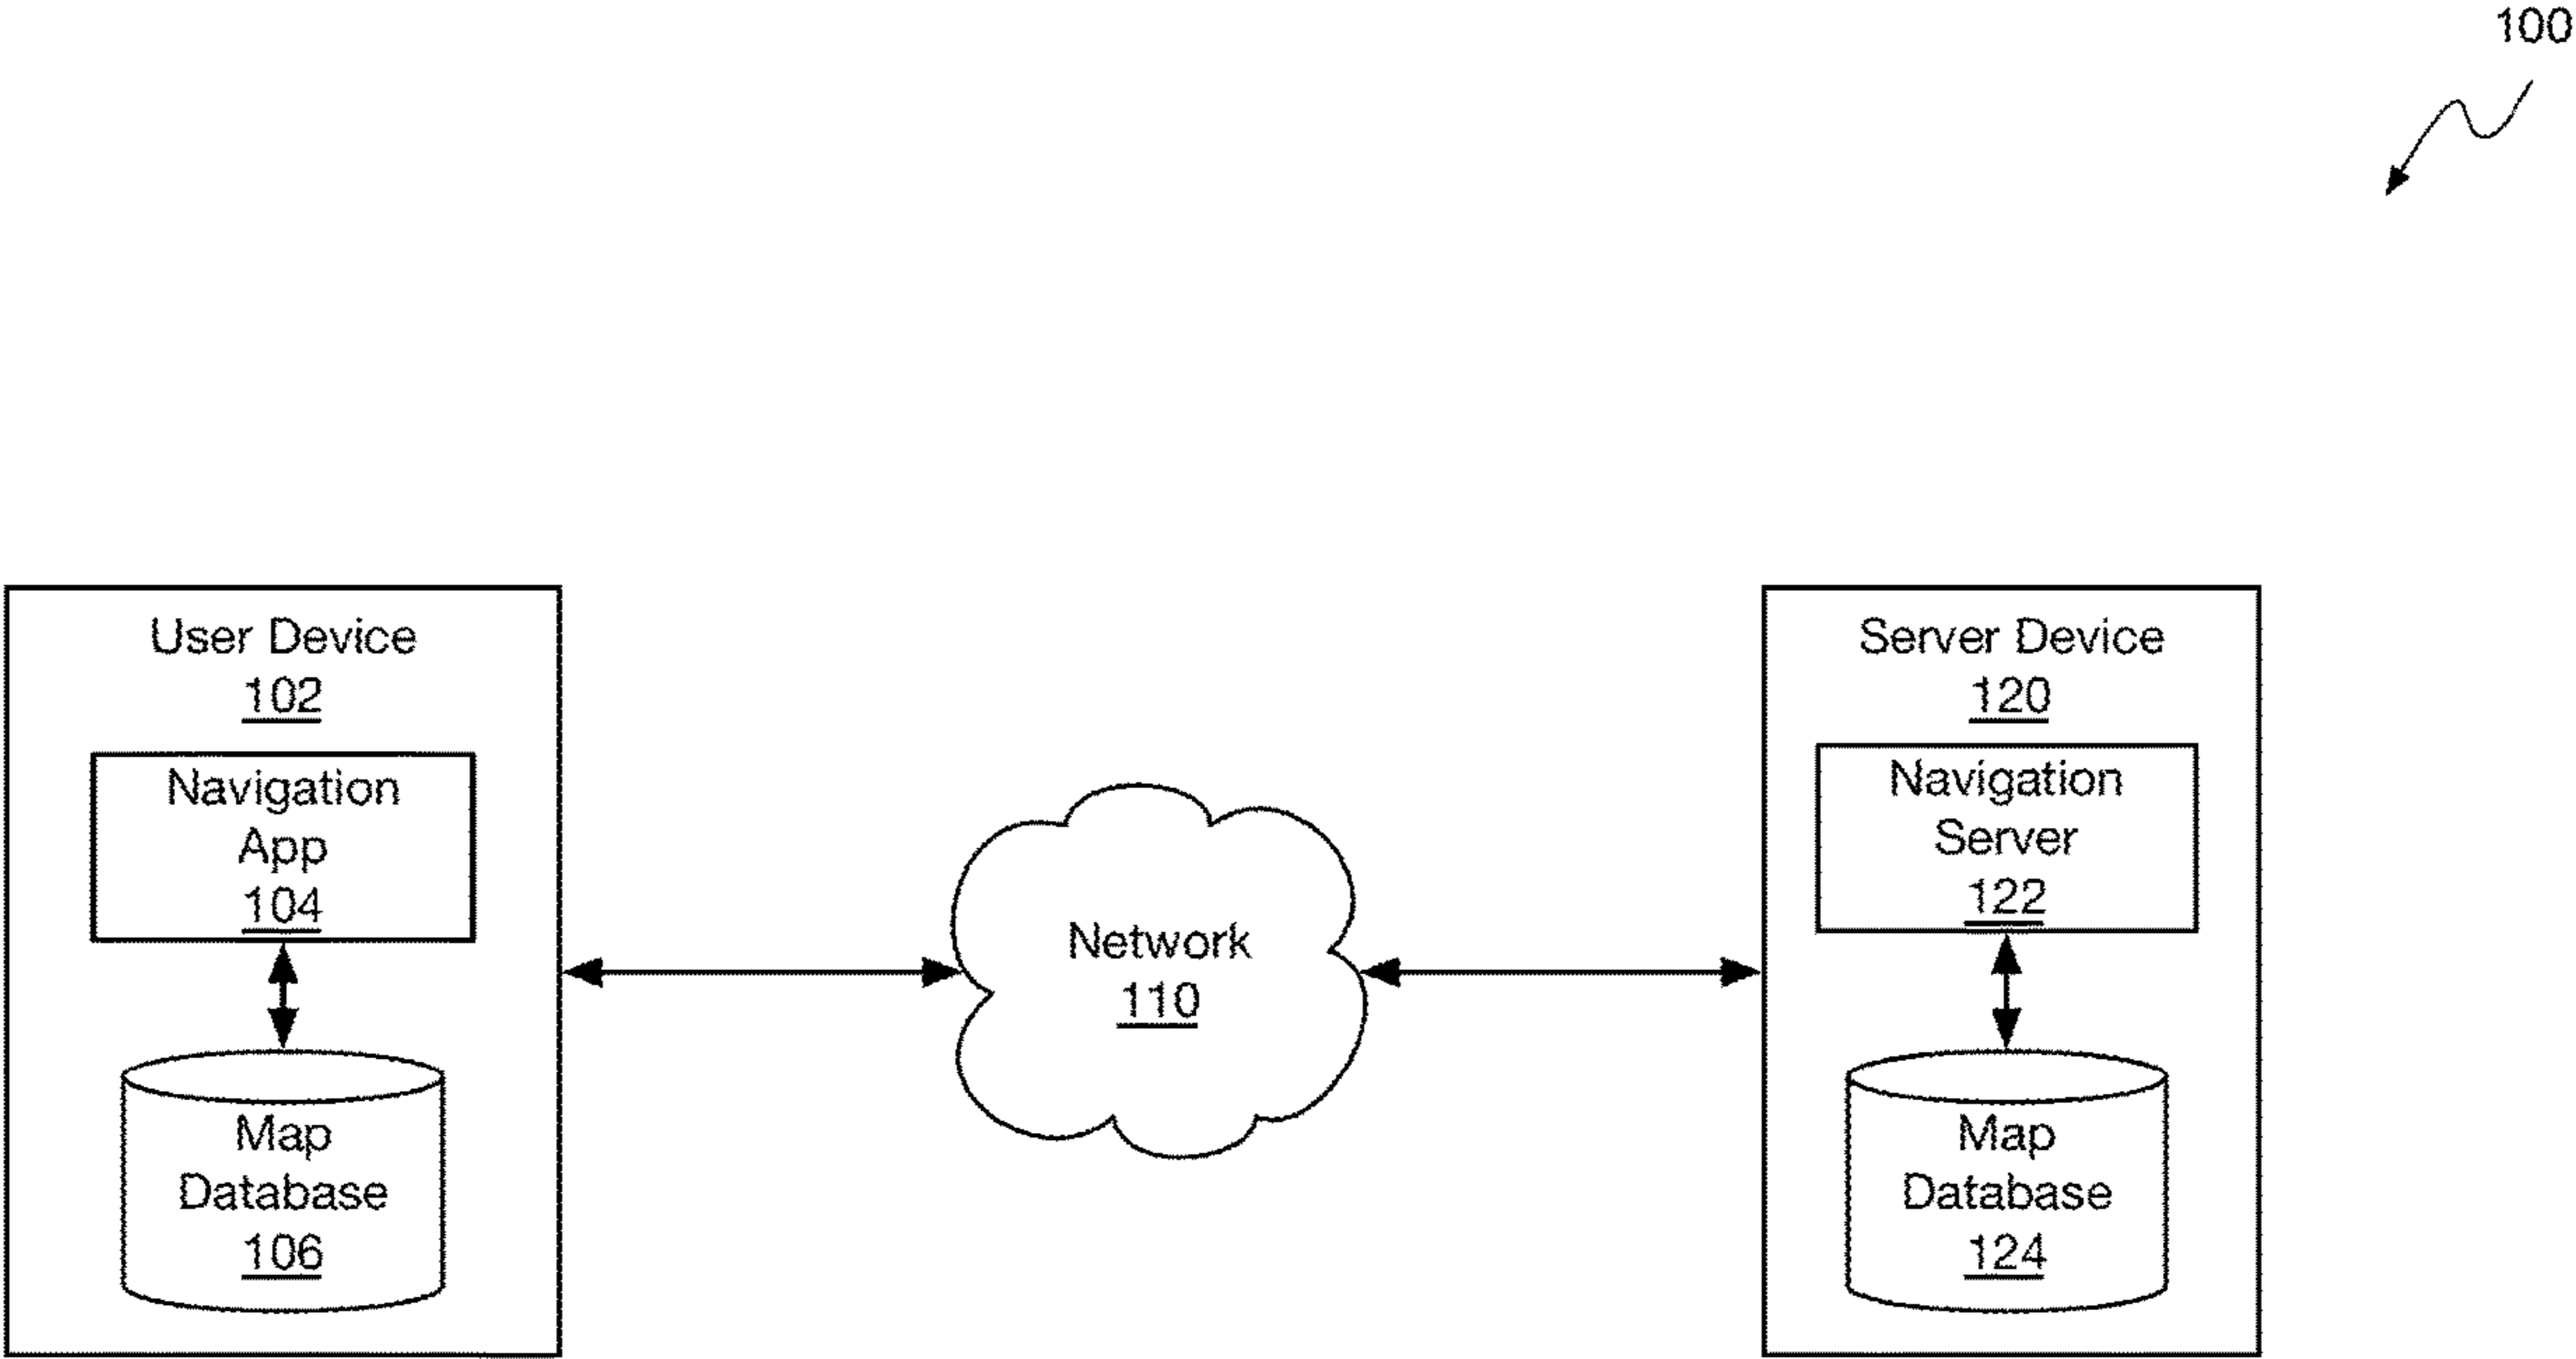 100
User Device
102
Navigation
App
104
Map
Database
106
Network
110
Server Device
120
Navigation
Server
122
Map
Database
124